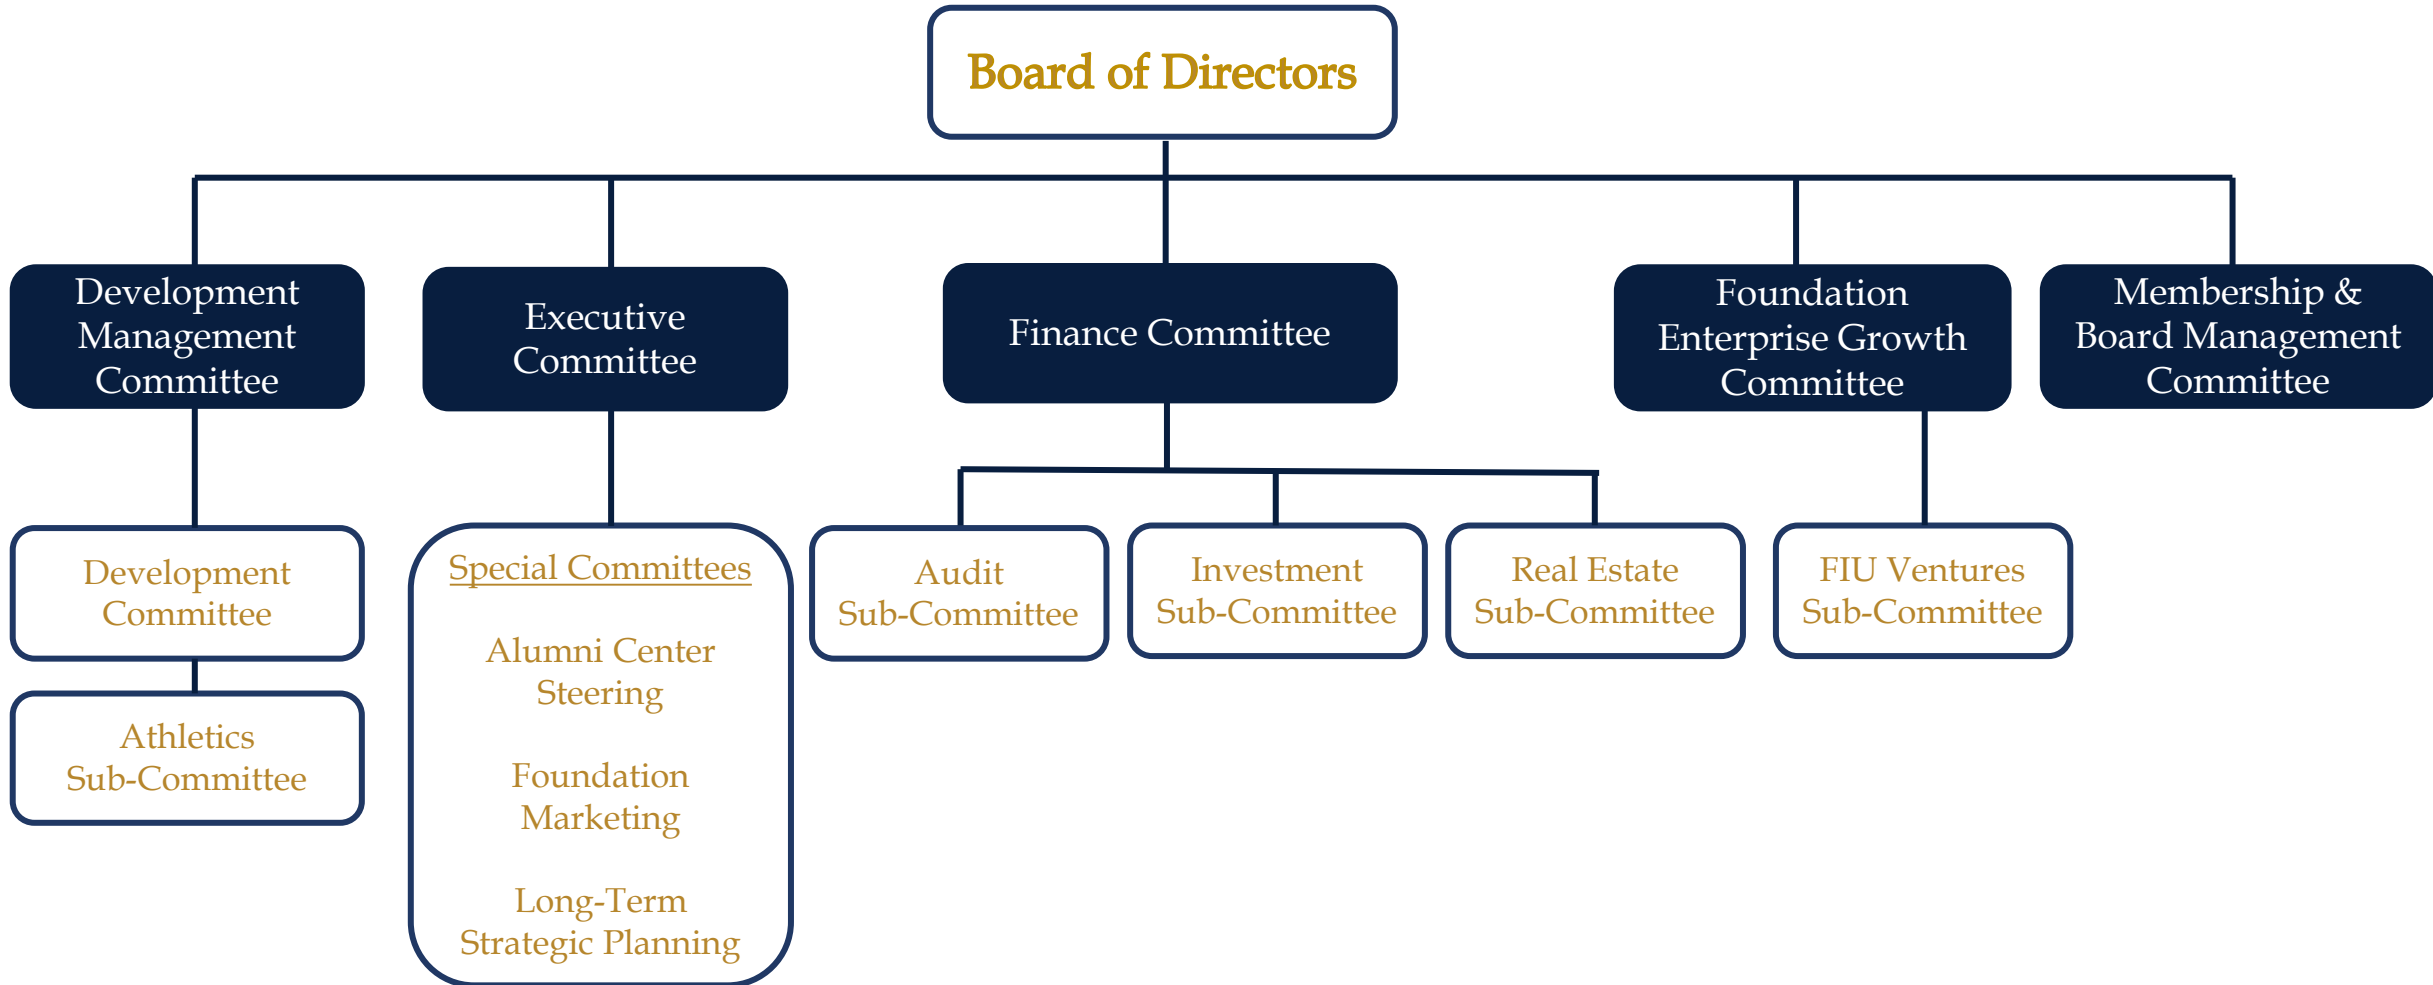 Board of Directors
Development
Management
Committee
Executive
Committee
Finance Committee
Foundation
Enterprise Growth
Committee
Membership &
Board Management
Committee
Development
Committee
Athletics
Sub-Committee
Special Committees
Alumni Center
Steering
Foundation
Marketing
Long-Term
Strategic Planning
Audit
Sub-Committee
Investment
Sub-Committee
Real Estate
Sub-Committee
FIU Ventures
Sub-Committee